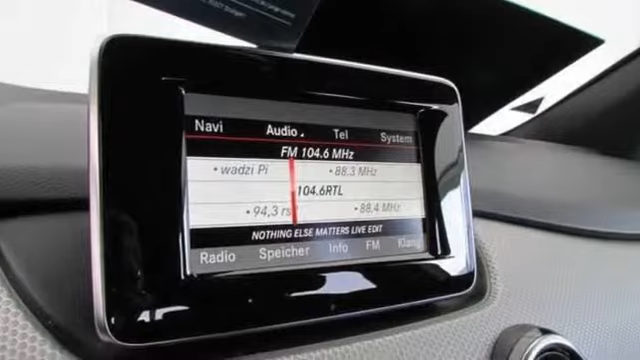 Navi Audio Tel System
FM 104.6 MHz
• wadzi Pi • 88.3 MHz
104.6RTL
• 94,3 rs • 88.4 MHz
NOTHING ELSE MATTERS LIVE EDIT
Radio Speicher Info FM Klang